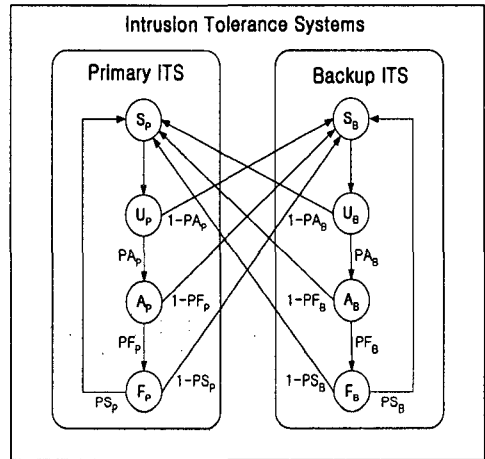 Intrusion Tolerance Systems
Primary ITS
Backup ITS
S_P
S_B
U_P
1-PA_P
1-PA_B
U_B
PA_P
PA_B
A_P
1-PF_P
1-PF_B
A_B
PF_P
PF_B
1-PS_P
1-PS_B
PS_P
F_P
F_B
PS_B